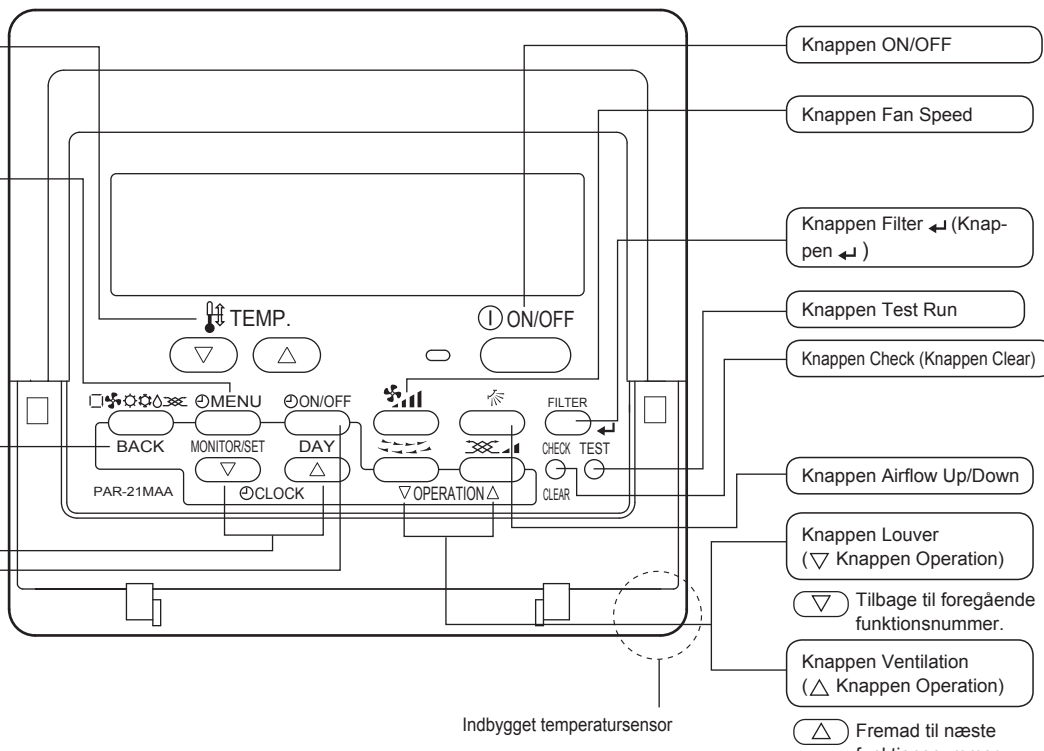 Knappen ON/OFF
Knappen Fan Speed
Knappen Filter ↵ (Knap-
pen ↵ )
Knappen Test Run
Knappen Check (Knappen Clear)
Knappen Airflow Up/Down
Knappen Louver
(▽ Knappen Operation)
▽ Tilbage til foregående
funktionsnummer.
Knappen Ventilation
(△ Knappen Operation)
△ Fremad til næste
TEMP.
ON/OFF
▽ △
MENU ON/OFF FILTER
BACK MONITOR/SET DAY CHECK TEST
▽ △
PAR-21MAA CLOCK ▽ OPERATION △ CLEAR
Indbygget temperatursensor